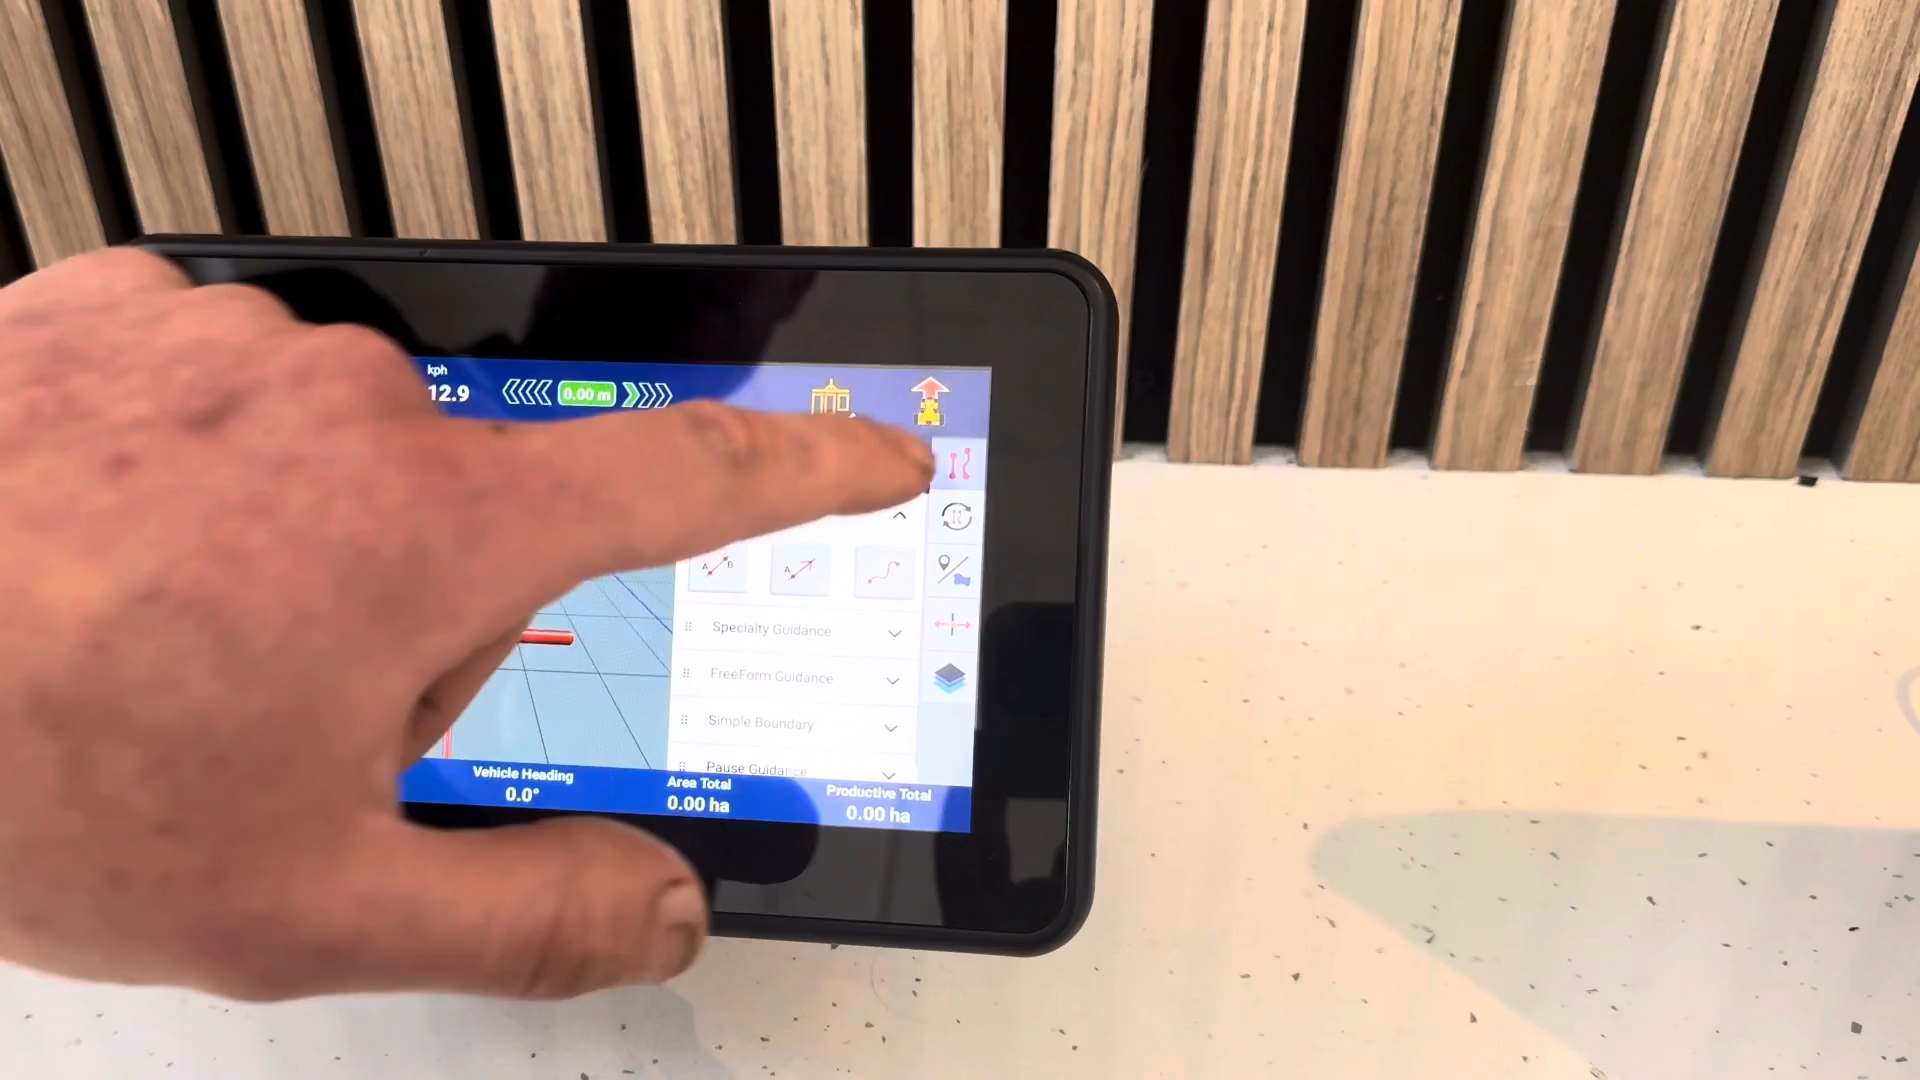 kph
12.9
0.00 m
A B
A
Specialty Guidance
FreeForm Guidance
Simple Boundary
Pause Guidance
Vehicle Heading
0.0°
Area Total
0.00 ha
Productive Total
0.00 ha